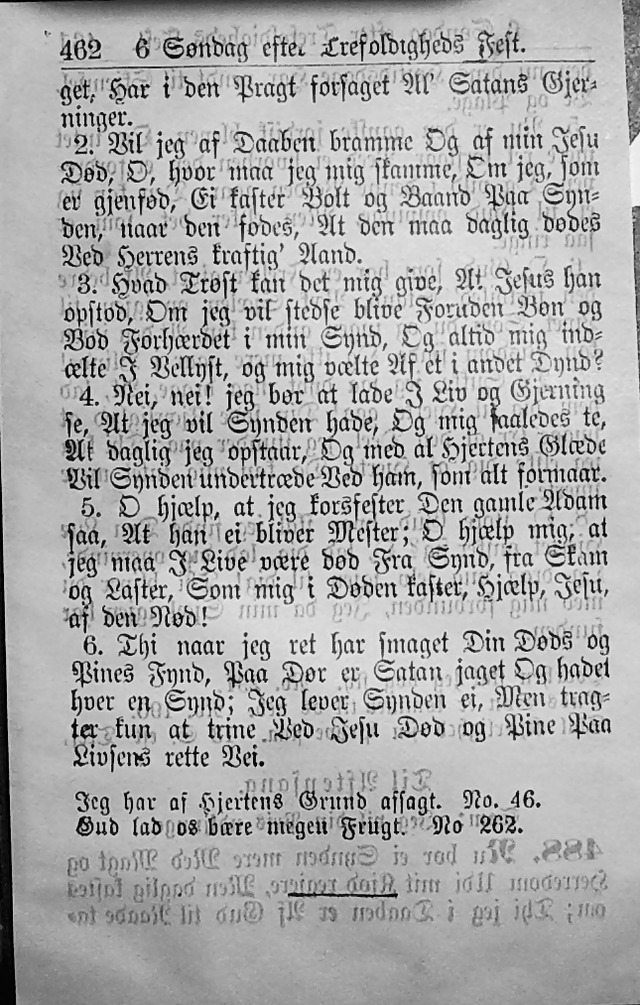 462 6 Søndag efter Trefoldigheds Fest.
get, Har i den Pragt forsaget Al' Satans Gjer-
ninger.
2. Vil jeg af Daaben bramme Og af min Jesu
Død, O, hvor maa jeg mig skamme, Om jeg, som
er gjenfød, Ei kaster Bolt og Baand Paa Syn-
den, naar den fødes, At den maa daglig dødes
Ved Herrens kraftig' Aand.
3. Hvad Trøst kan det mig give, At Jesus han
opstod, Om jeg vil stedse blive Foruden Bøn og
Bod Forhærdet i min Synd, Og altid mig ind-
ælte I Vellyst, og mig vælte Af et i andet Dynd?
4. Nei, nei! jeg bør at lade I Liv og Gjerning
se, At jeg vil Synden hade, Og mig saaledes te,
At daglig jeg opstaar, Og med al Hjertens Glæde
Vil Synden undertræde Ved ham, som alt formaar.
5. O hjælp, at jeg korsfester Den gamle Adam
saa, At han ei bliver Mester; O hjælp mig, at
jeg maa I Live være død Fra Synd, fra Skam
og Laster, Som mig i Døden kaster, Hjælp, Jesu,
af den Nød!
6. Thi naar jeg ret har smaget Din Døds og
Pines Fynd, Paa Dør er Satan jaget Og hadet
hver en Synd; Jeg lever Synden ei, Men trag-
ter kun at trine Ved Jesu Død og Pine Paa
Livsens rette Vei.
Jeg har af Hjertens Grund afsagt. No. 46.
Gud lad os bære megen Frugt. No 262.